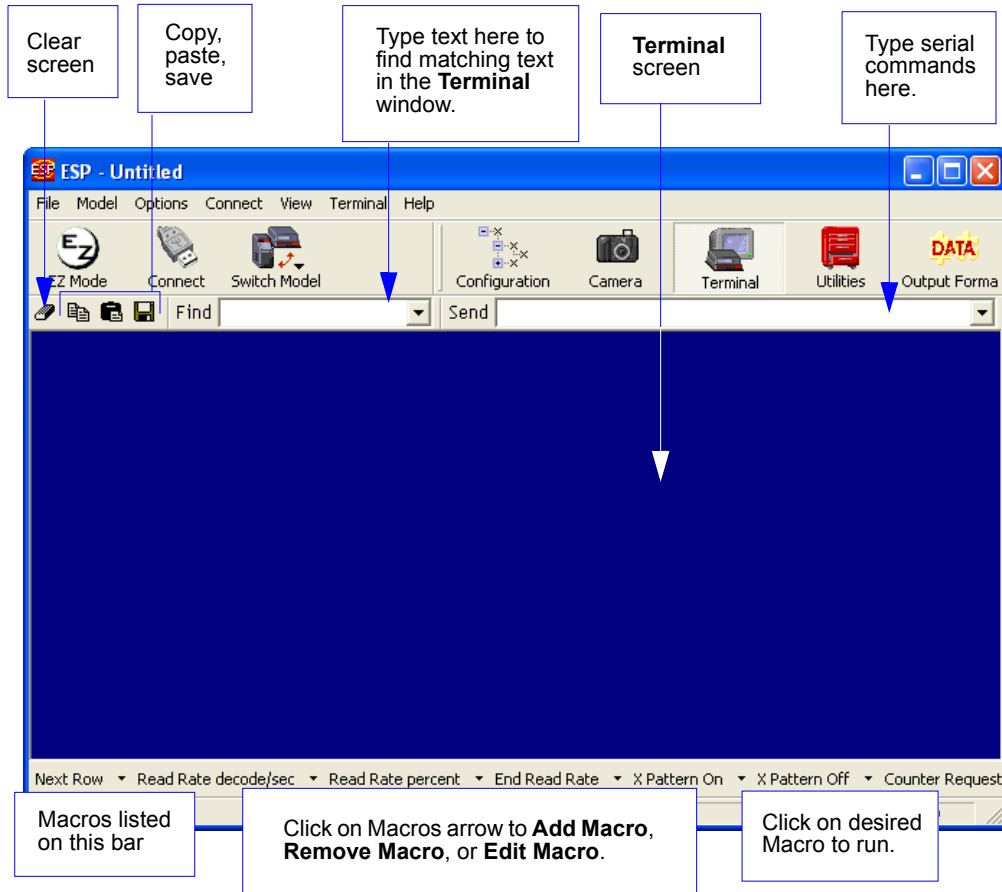 Clear
screen
Copy,
paste,
save
Type text here to
find matching text
in the Terminal
window.
Terminal
screen
Type serial
commands
here.
ESP - Untitled
File Model Options Connect View Terminal Help
EZ
EZ Mode Connect Switch Model Configuration Camera Terminal Utilities DATA Output Forma
Find Send
Next Row Read Rate decode/sec Read Rate percent End Read Rate X Pattern On X Pattern Off Counter Request
Macros listed
on this bar
Click on Macros arrow to Add Macro,
Remove Macro, or Edit Macro.
Click on desired
Macro to run.